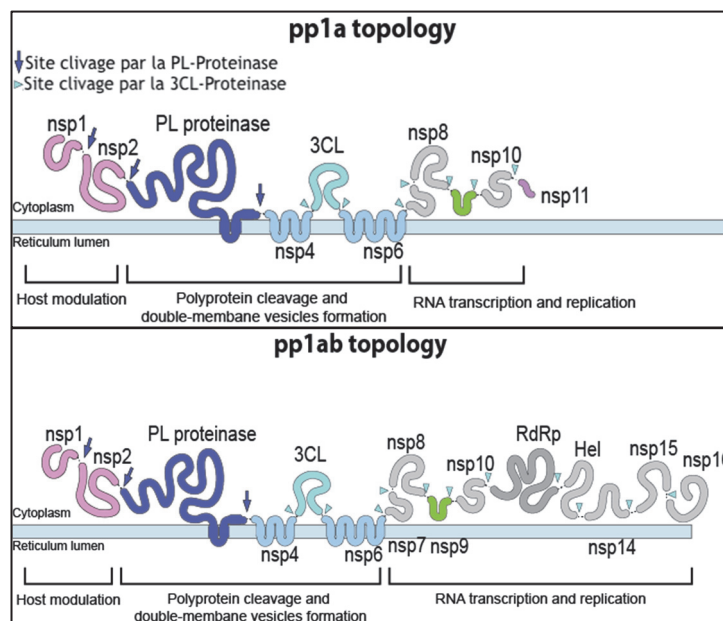 pp1a topology
Site clivage par la PL-Proteinase
Site clivage par la 3CL-Proteinase
nsp1
nsp2
PL proteinase
3CL
nsp8
nsp10
nsp11
Cytoplasm
Reticulum lumen
nsp4
nsp6
Host modulation
Polyprotein cleavage and
double-membane vesicles formation
RNA transcription and replication
pp1ab topology
nsp1
nsp2
PL proteinase
3CL
nsp8
nsp10
RdRp
Hel
nsp15
nsp16
Cytoplasm
Reticulum lumen
nsp4
nsp6
nsp7
nsp9
nsp14
Host modulation
Polyprotein cleavage and
double-membane vesicles formation
RNA transcription and replication